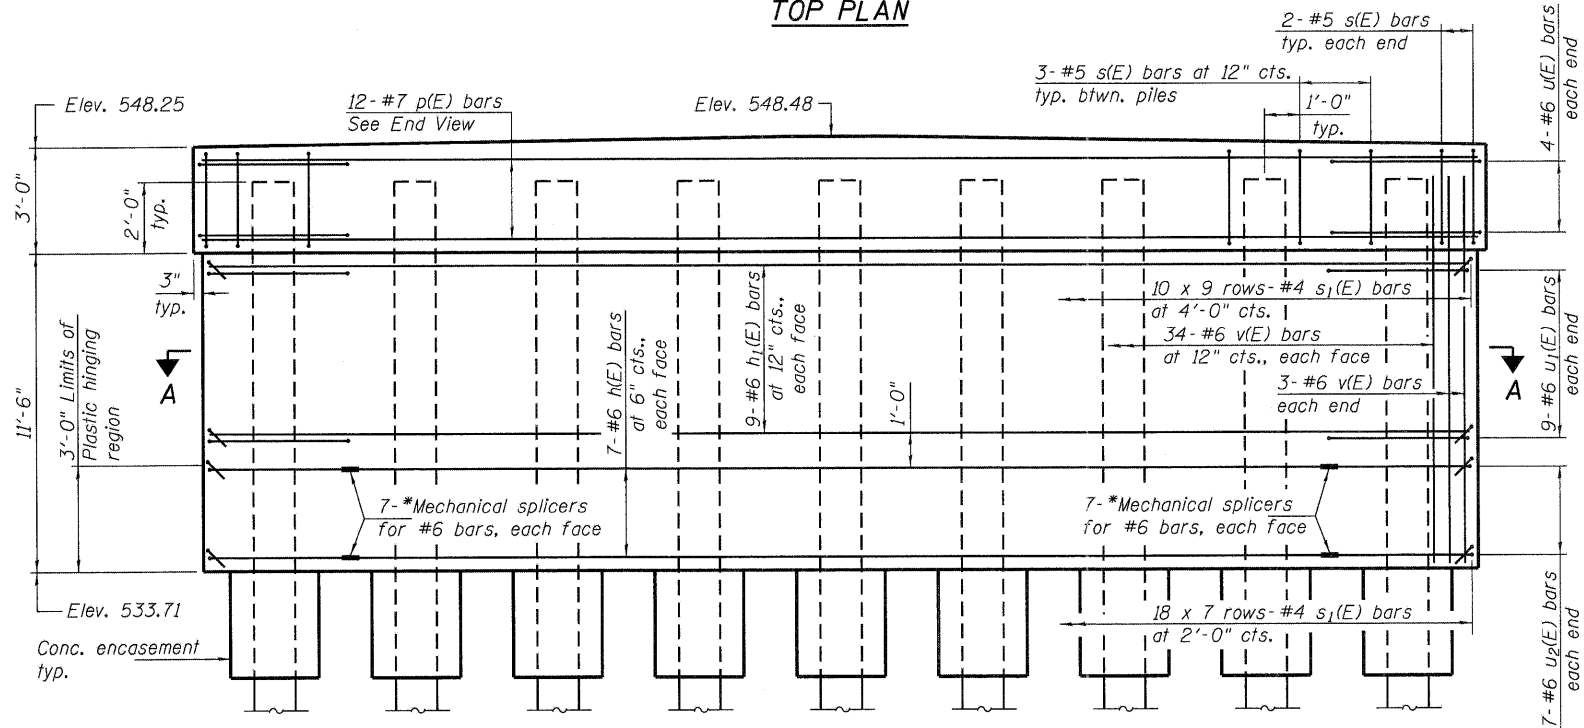 TOP PLAN
2-#5 s(E) bars
typ. each end
3-#5 s(E) bars at 12" cts.
typ. btwn. piles
1'-0"
typ.
4-#6 u(E) bars
each end
Elev. 548.25
12-#7 p(E) bars
See End View
Elev. 548.48
3'-0"
2'-0"
typ.
3"
typ.
11'-6"
3'-0" Limits of
Plastic hinging
region
A
7-#6 h(E) bars
at 6" cts.,
each face
9-#6 h₁(E) bars
at 12" cts.,
each face
1'-0"
10 x 9 rows-#4 s₁(E) bars
at 4'-0" cts.
34-#6 v(E) bars
at 12" cts., each face
3-#6 v(E) bars
each end
A
9-#6 u₁(E) bars
each end
7-*Mechanical splicers
for #6 bars, each face
7-*Mechanical splicers
for #6 bars, each face
Elev. 533.71
Conc. encasement
typ.
18 x 7 rows-#4 s₁(E) bars
at 2'-0" cts.
7-#6 u₂(E) bars
each end